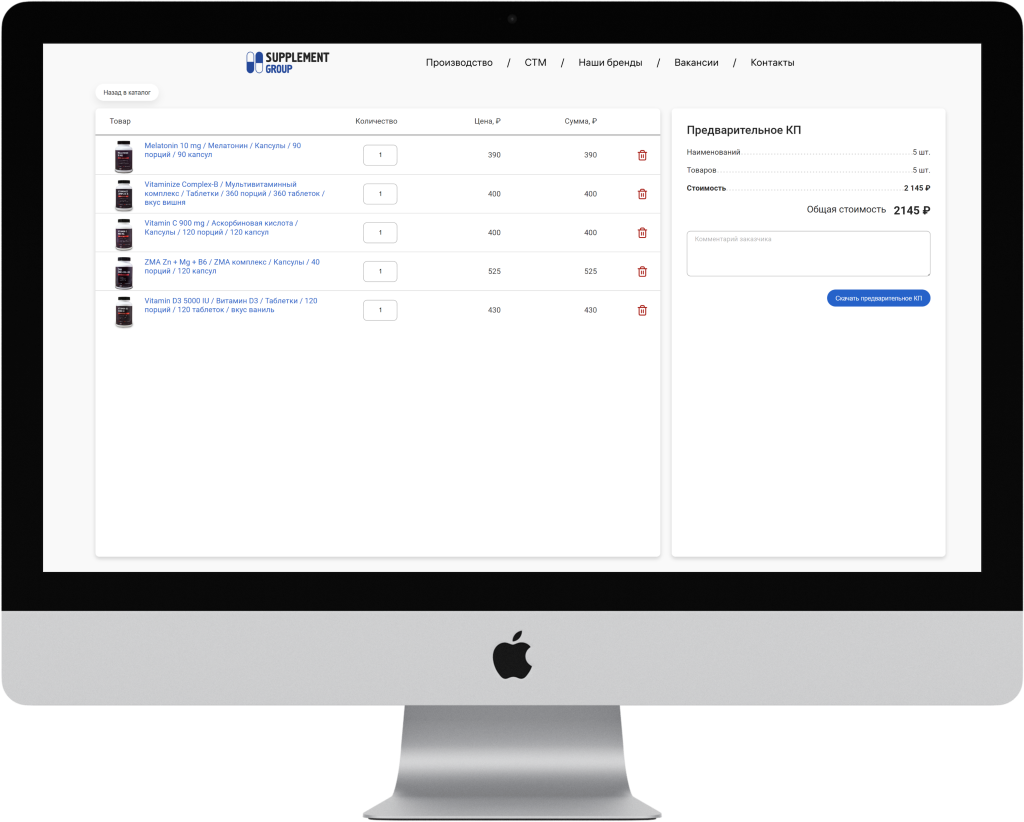 SUPPLEMENT
GROUP
Производство / СТМ / Наши бренды / Вакансии / Контакты
Назад в каталог
Товар Количество Цена, ₽ Сумма, ₽
Melatonin 10 mg / Мелатонин / Капсулы / 90
порций / 90 капсул
1 390 390
Vitaminize Complex-B / Мультивитаминный
комплекс / Таблетки / 360 порций / 360 таблеток /
вкус вишня
1 400 400
Vitamin C 900 mg / Аскорбиновая кислота /
Капсулы / 120 порций / 120 капсул
1 400 400
ZMA Zn + Mg + B6 / ZMA комплекс / Капсулы / 40
порций / 120 капсул
1 525 525
Vitamin D3 5000 IU / Витамин D3 / Таблетки / 120
порций / 120 таблеток / вкус ваниль
1 430 430
Предварительное КП
Наименований 5 шт.
Товаров 5 шт.
Стоимость 2 145 ₽
Общая стоимость 2145 ₽
Комментарий заказчика
Скачать предварительное КП